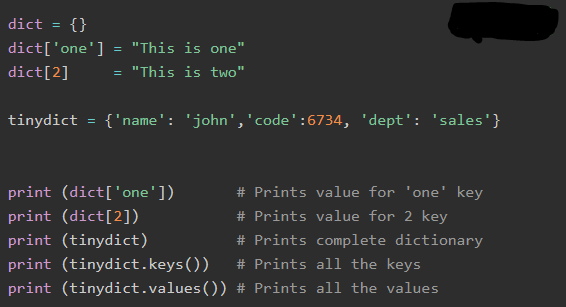 dict = {}
dict['one'] = "This is one"
dict[2]     = "This is two"
tinydict = {'name': 'john','code':6734, 'dept': 'sales'}
print (dict['one'])       # Prints value for 'one' key
print (dict[2])           # Prints value for 2 key
print (tinydict)          # Prints complete dictionary
print (tinydict.keys())   # Prints all the keys
print (tinydict.values()) # Prints all the values